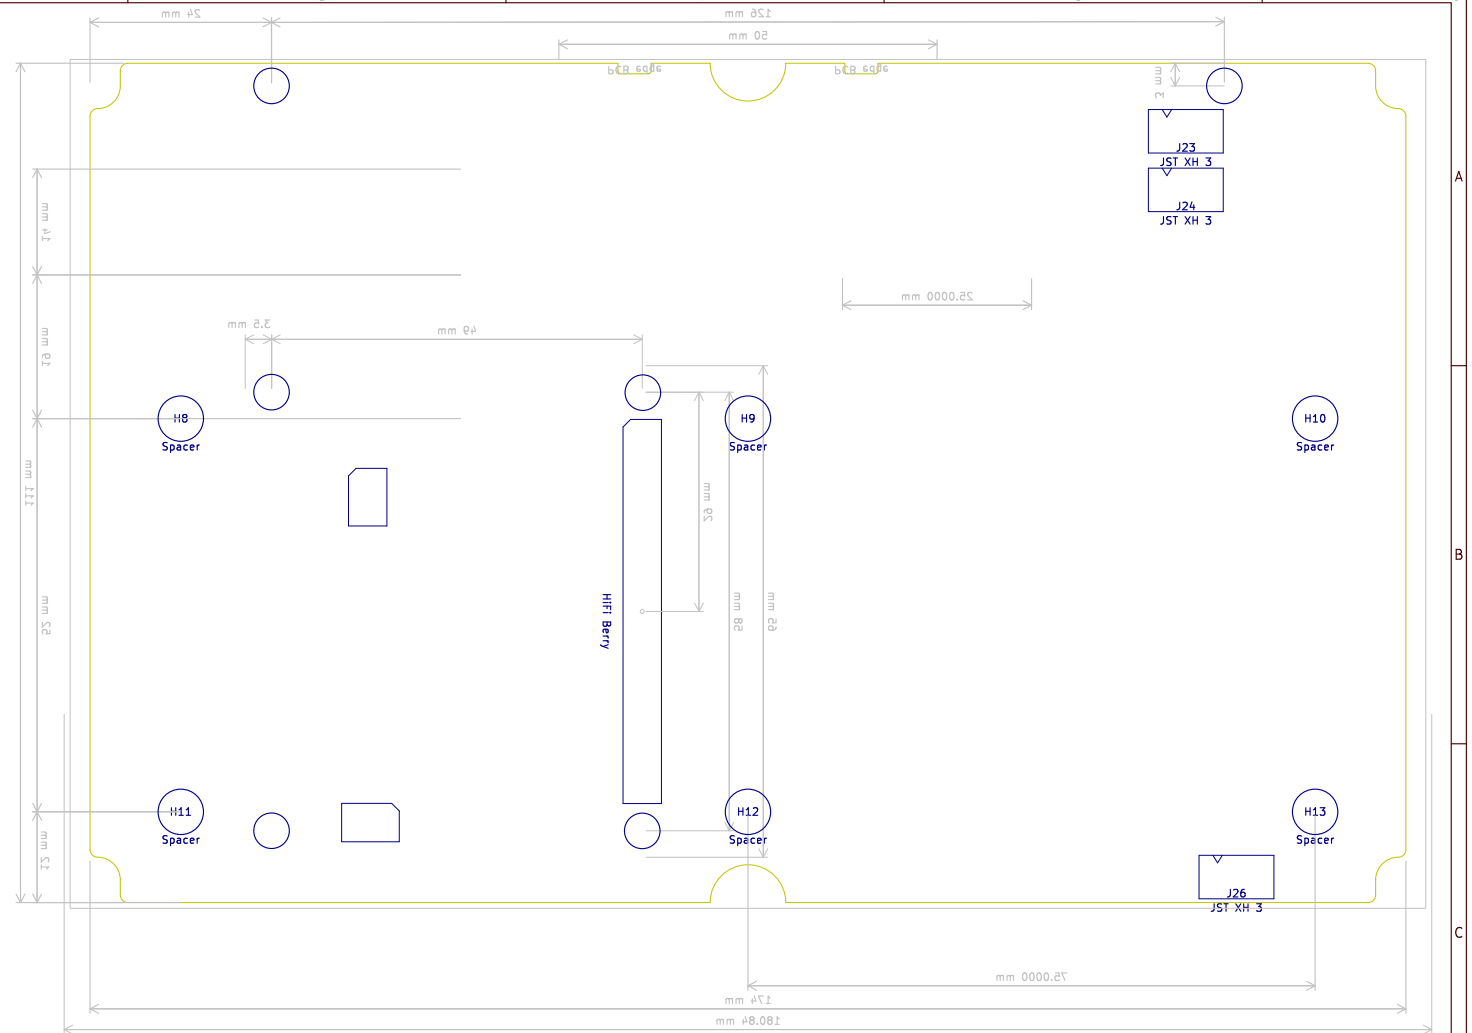 24 mm
126 mm
50 mm
PCB edge
PCB edge
3 mm
J23
JST XH 3
A
J24
JST XH 3
14 mm
25.0000 mm
3.5 mm
49 mm
19 mm
H8
Spacer
H9
Spacer
H10
Spacer
111 mm
29 mm
B
HiFi Berry
52 mm
58 mm
65 mm
H11
Spacer
H12
Spacer
H13
Spacer
12 mm
J26
JST XH 3
C
75.0000 mm
174 mm
180.84 mm